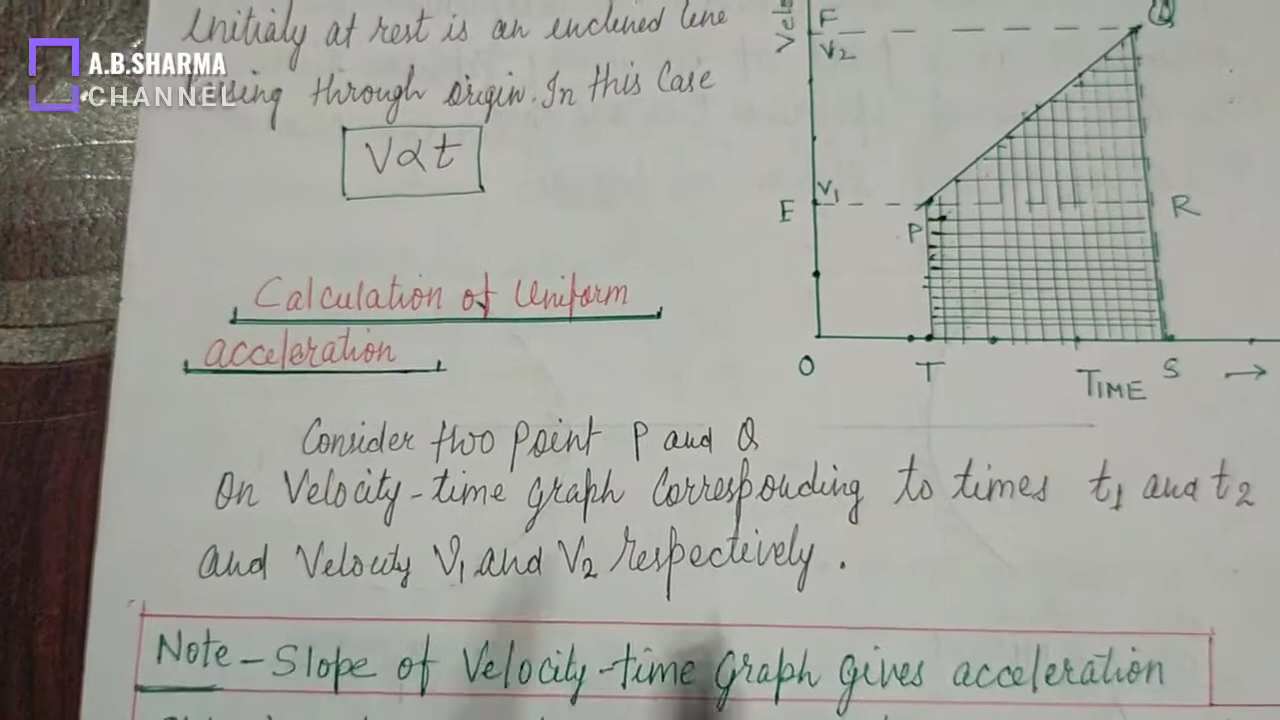 Initialy at rest is an enclined line
A.B.SHARMA
CHANNEL
through origin. In this Case
V∝t
Calculation of Uniform
acceleration
Consider two Point P and Q
On Velocity-time graph Corresponding to times t1 and t2
and Velocity V1 and V2 respectively.
Note - Slope of Velocity-time graph gives acceleration
F
V2
Q
V1
E
P
R
O
T
TIME
S